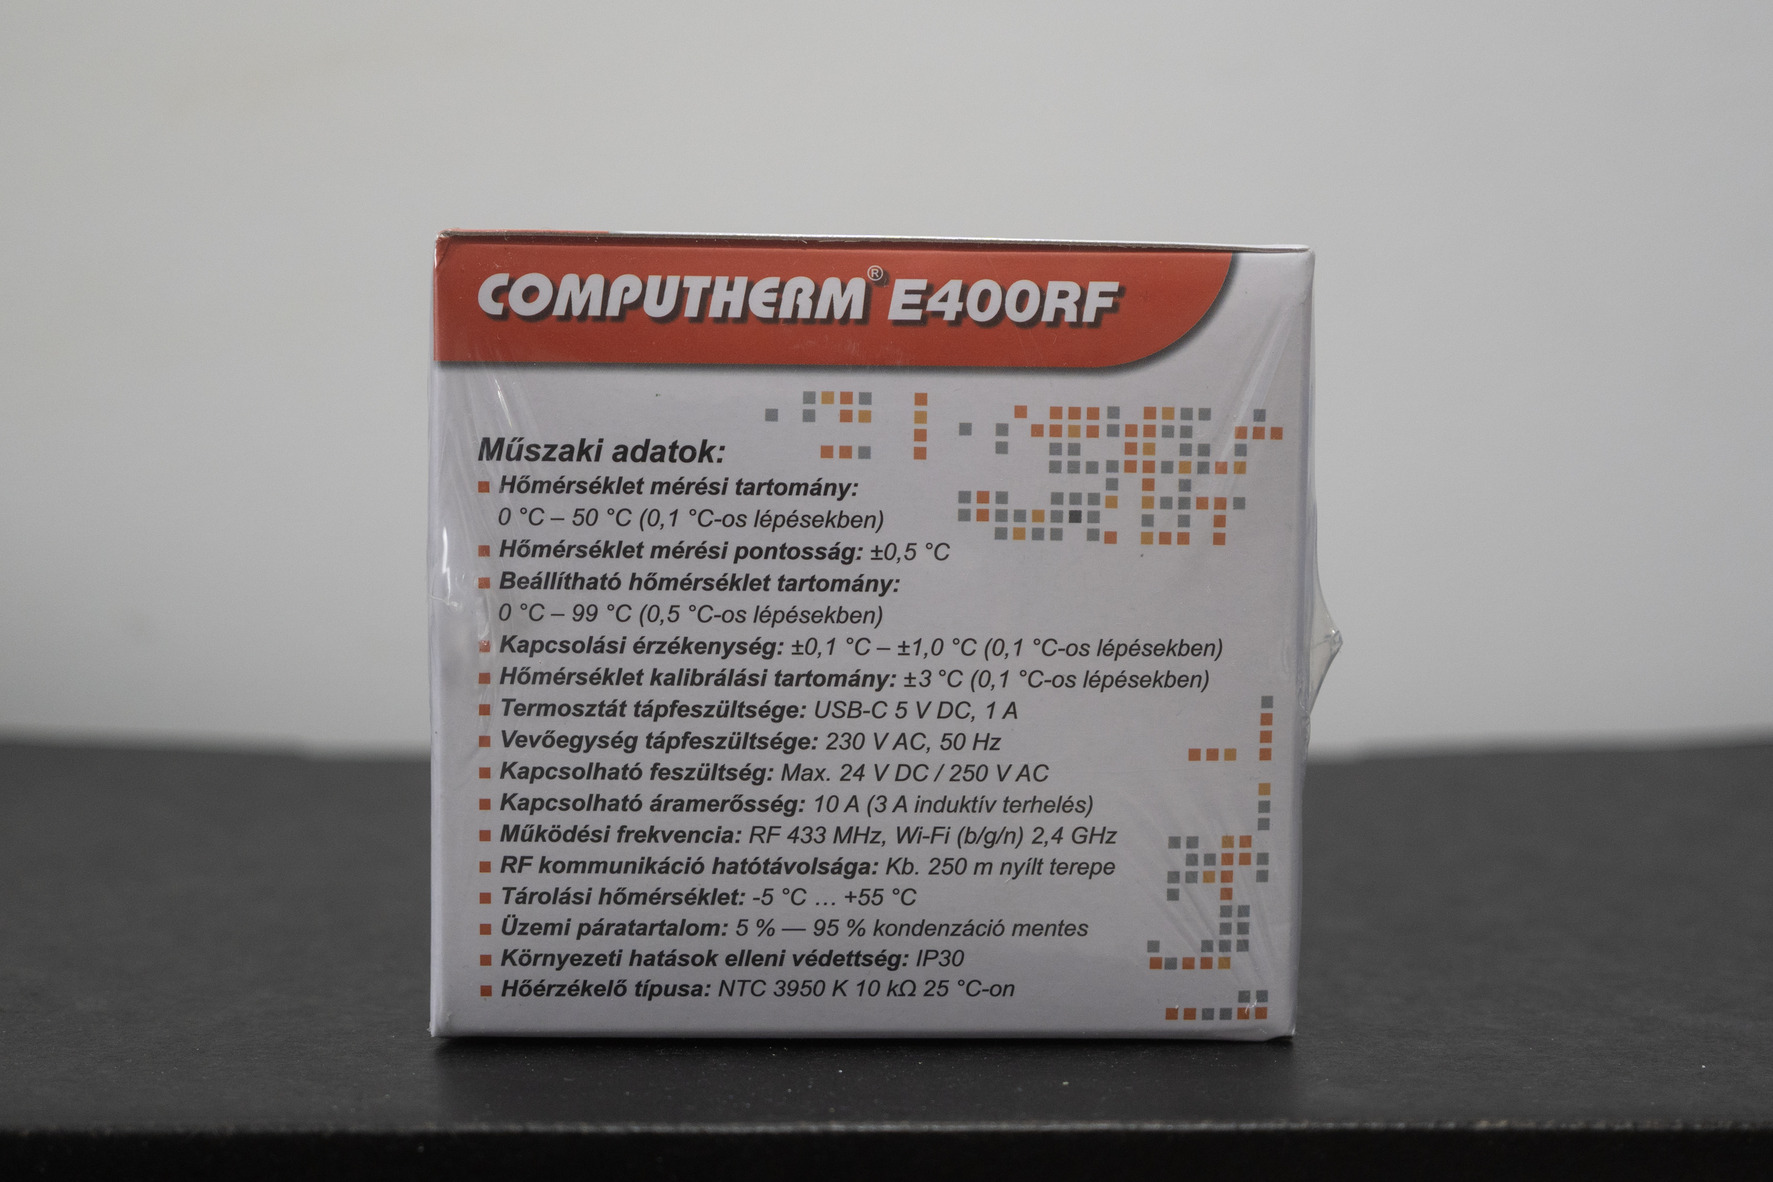 COMPUTHERM® E400RF
Műszaki adatok:
Hőmérséklet mérési tartomány:
0 °C – 50 °C (0,1 °C-os lépésekben)
Hőmérséklet mérési pontosság: ±0,5 °C
Beállítható hőmérséklet tartomány:
0 °C – 99 °C (0,5 °C-os lépésekben)
Kapcsolási érzékenység: ±0,1 °C – ±1,0 °C (0,1 °C-os lépésekben)
Hőmérséklet kalibrálási tartomány: ±3 °C (0,1 °C-os lépésekben)
Termosztát tápfeszültsége: USB-C 5 V DC, 1 A
Vevőegység tápfeszültsége: 230 V AC, 50 Hz
Kapcsolható feszültség: Max. 24 V DC / 250 V AC
Kapcsolható áramerősség: 10 A (3 A induktív terhelés)
Működési frekvencia: RF 433 MHz, Wi-Fi (b/g/n) 2,4 GHz
RF kommunikáció hatótávolsága: Kb. 250 m nyílt terepe
Tárolási hőmérséklet: -5 °C … +55 °C
Üzemi páratartalom: 5 % — 95 % kondenzáció mentes
Környezeti hatások elleni védettség: IP30
Hőérzékelő típusa: NTC 3950 K 10 kΩ 25 °C-on